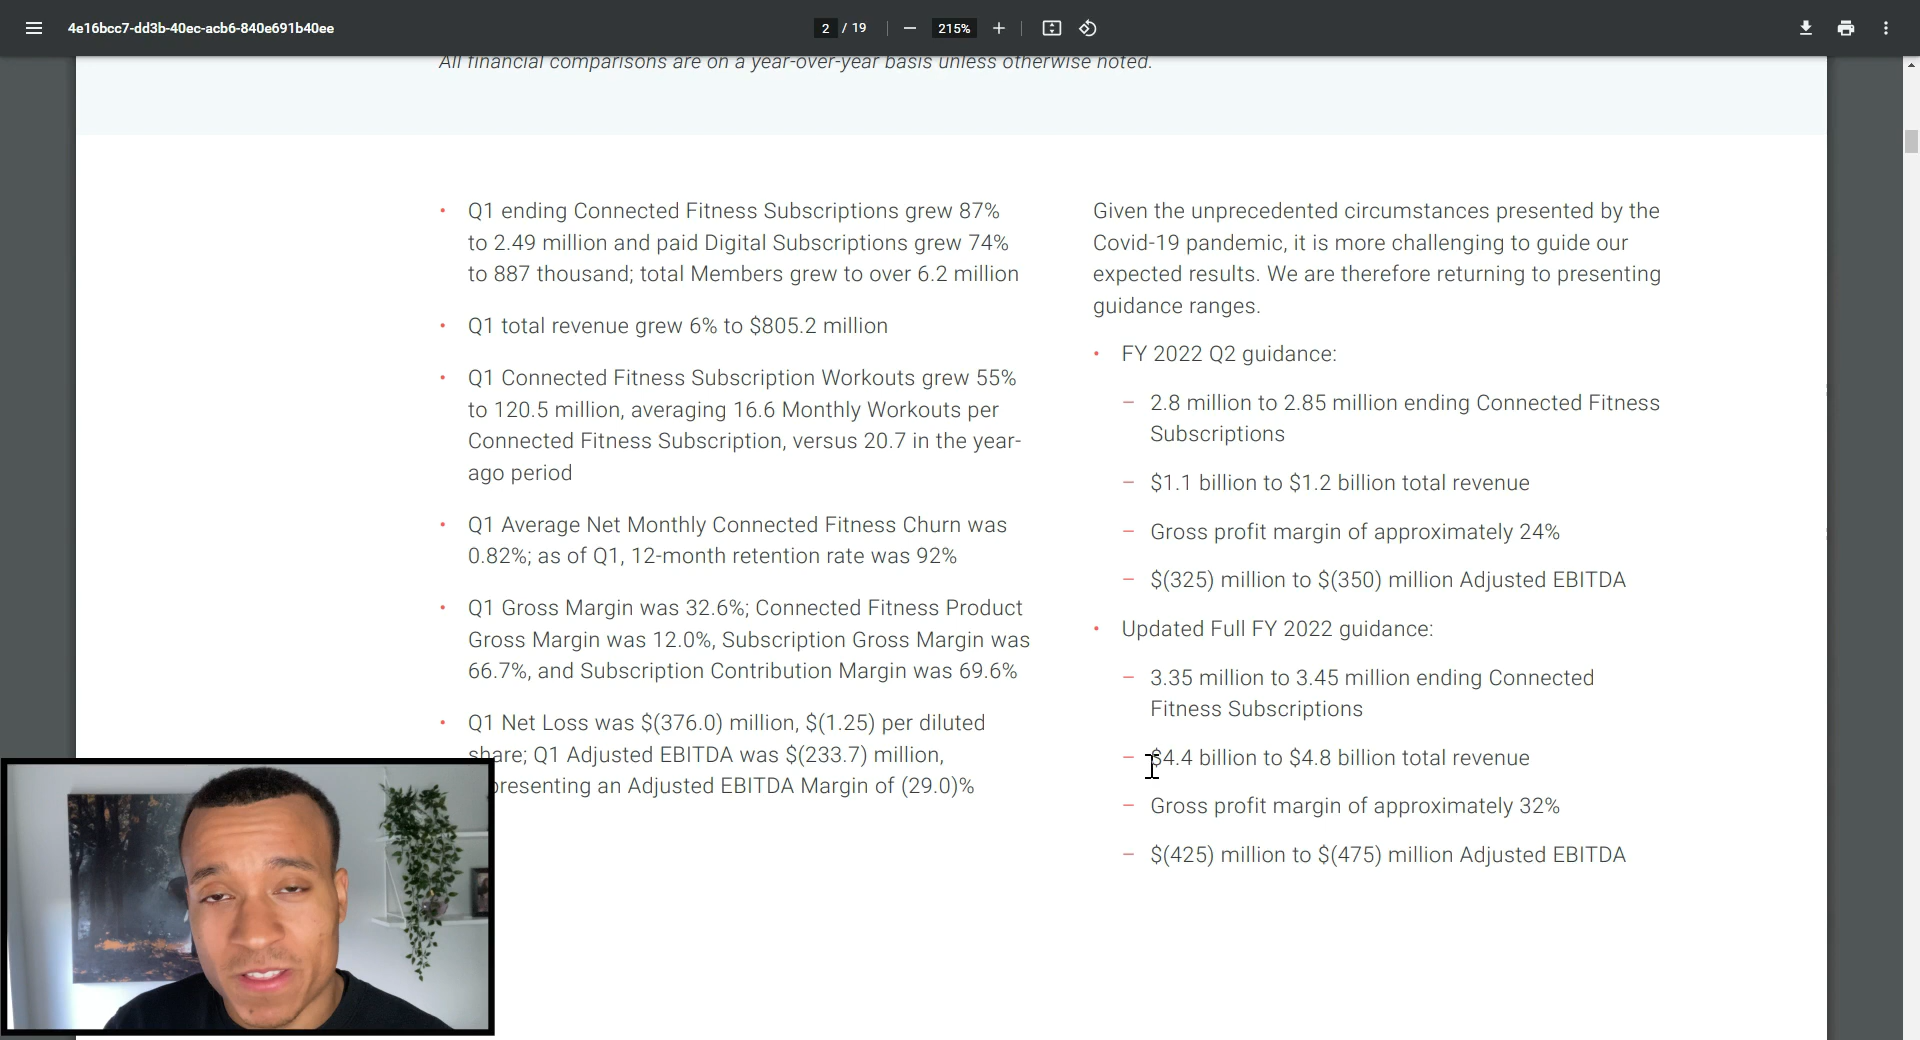 4e16bcc7-dd3b-40ec-acb6-840e691b40ee
2 / 19
215%
All financial comparisons are on a year-over-year basis unless otherwise noted.
• Q1 ending Connected Fitness Subscriptions grew 87%
to 2.49 million and paid Digital Subscriptions grew 74%
to 887 thousand; total Members grew to over 6.2 million
• Q1 total revenue grew 6% to $805.2 million
• Q1 Connected Fitness Subscription Workouts grew 55%
to 120.5 million, averaging 16.6 Monthly Workouts per
Connected Fitness Subscription, versus 20.7 in the year-
ago period
• Q1 Average Net Monthly Connected Fitness Churn was
0.82%; as of Q1, 12-month retention rate was 92%
• Q1 Gross Margin was 32.6%; Connected Fitness Product
Gross Margin was 12.0%, Subscription Gross Margin was
66.7%, and Subscription Contribution Margin was 69.6%
• Q1 Net Loss was $(376.0) million, $(1.25) per diluted
share; Q1 Adjusted EBITDA was $(233.7) million,
presenting an Adjusted EBITDA Margin of (29.0)%
Given the unprecedented circumstances presented by the
Covid-19 pandemic, it is more challenging to guide our
expected results. We are therefore returning to presenting
guidance ranges.
• FY 2022 Q2 guidance:
– 2.8 million to 2.85 million ending Connected Fitness
Subscriptions
– $1.1 billion to $1.2 billion total revenue
– Gross profit margin of approximately 24%
– $(325) million to $(350) million Adjusted EBITDA
• Updated Full FY 2022 guidance:
– 3.35 million to 3.45 million ending Connected
Fitness Subscriptions
– $4.4 billion to $4.8 billion total revenue
– Gross profit margin of approximately 32%
– $(425) million to $(475) million Adjusted EBITDA